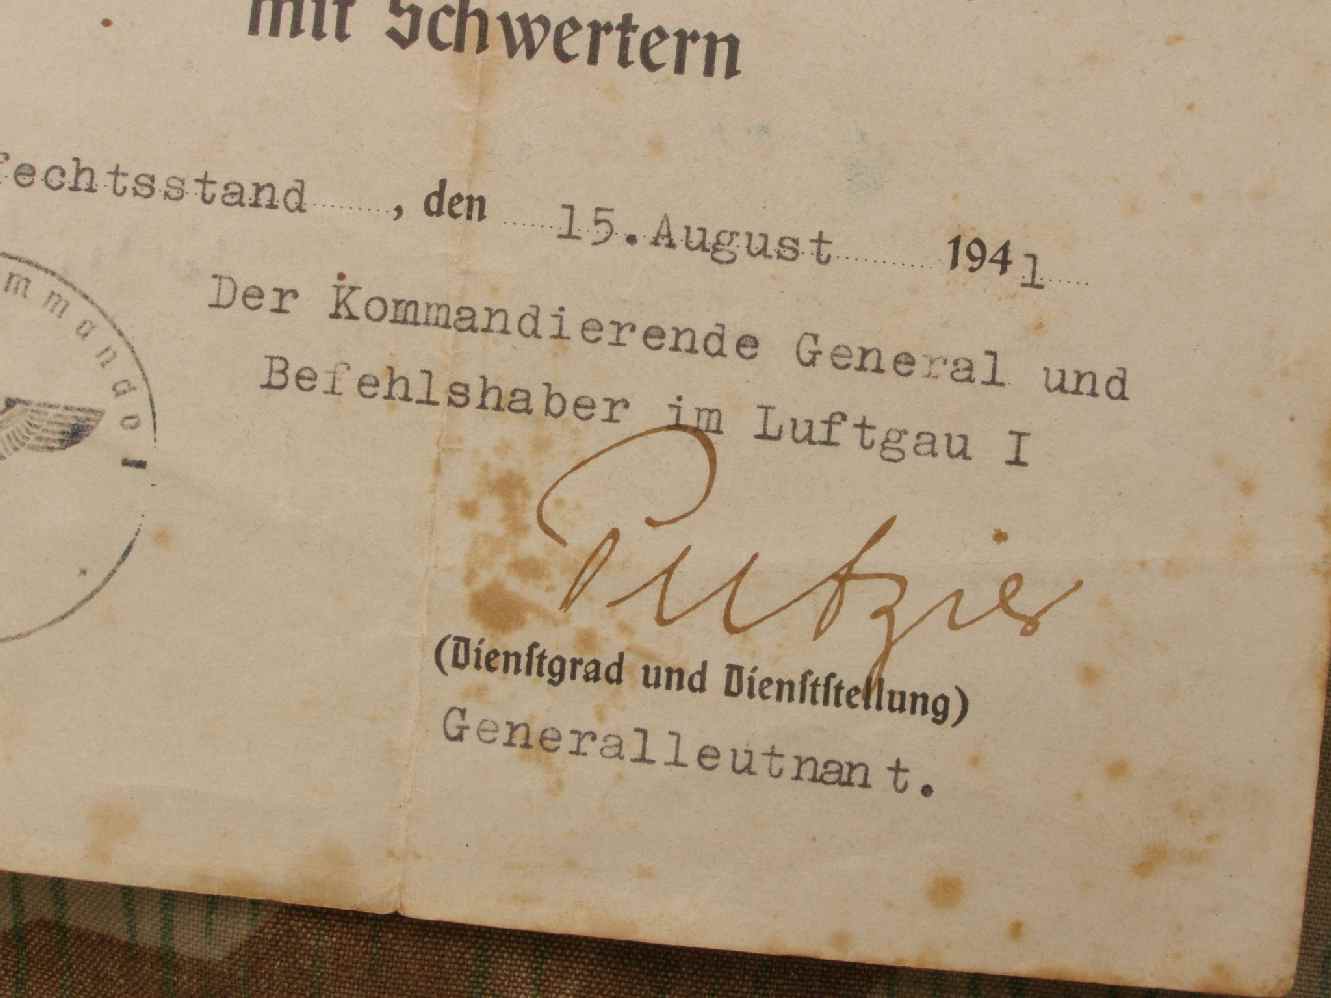 mit Schwertern
fechtsstand , den 15.August 1941
Der Kommandierende General und
Befehlshaber im Luftgau I
mmando
Putzier
(Dienstgrad und Dienststellung)
Generalleutnant.